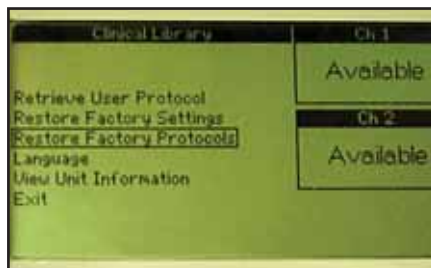 Clinical Library
Retrieve User Protocol
Restore Factory Settings
Restore Factory Protocols
Language
View Unit Information
Exit
Ch 1
Available
Ch 2
Available